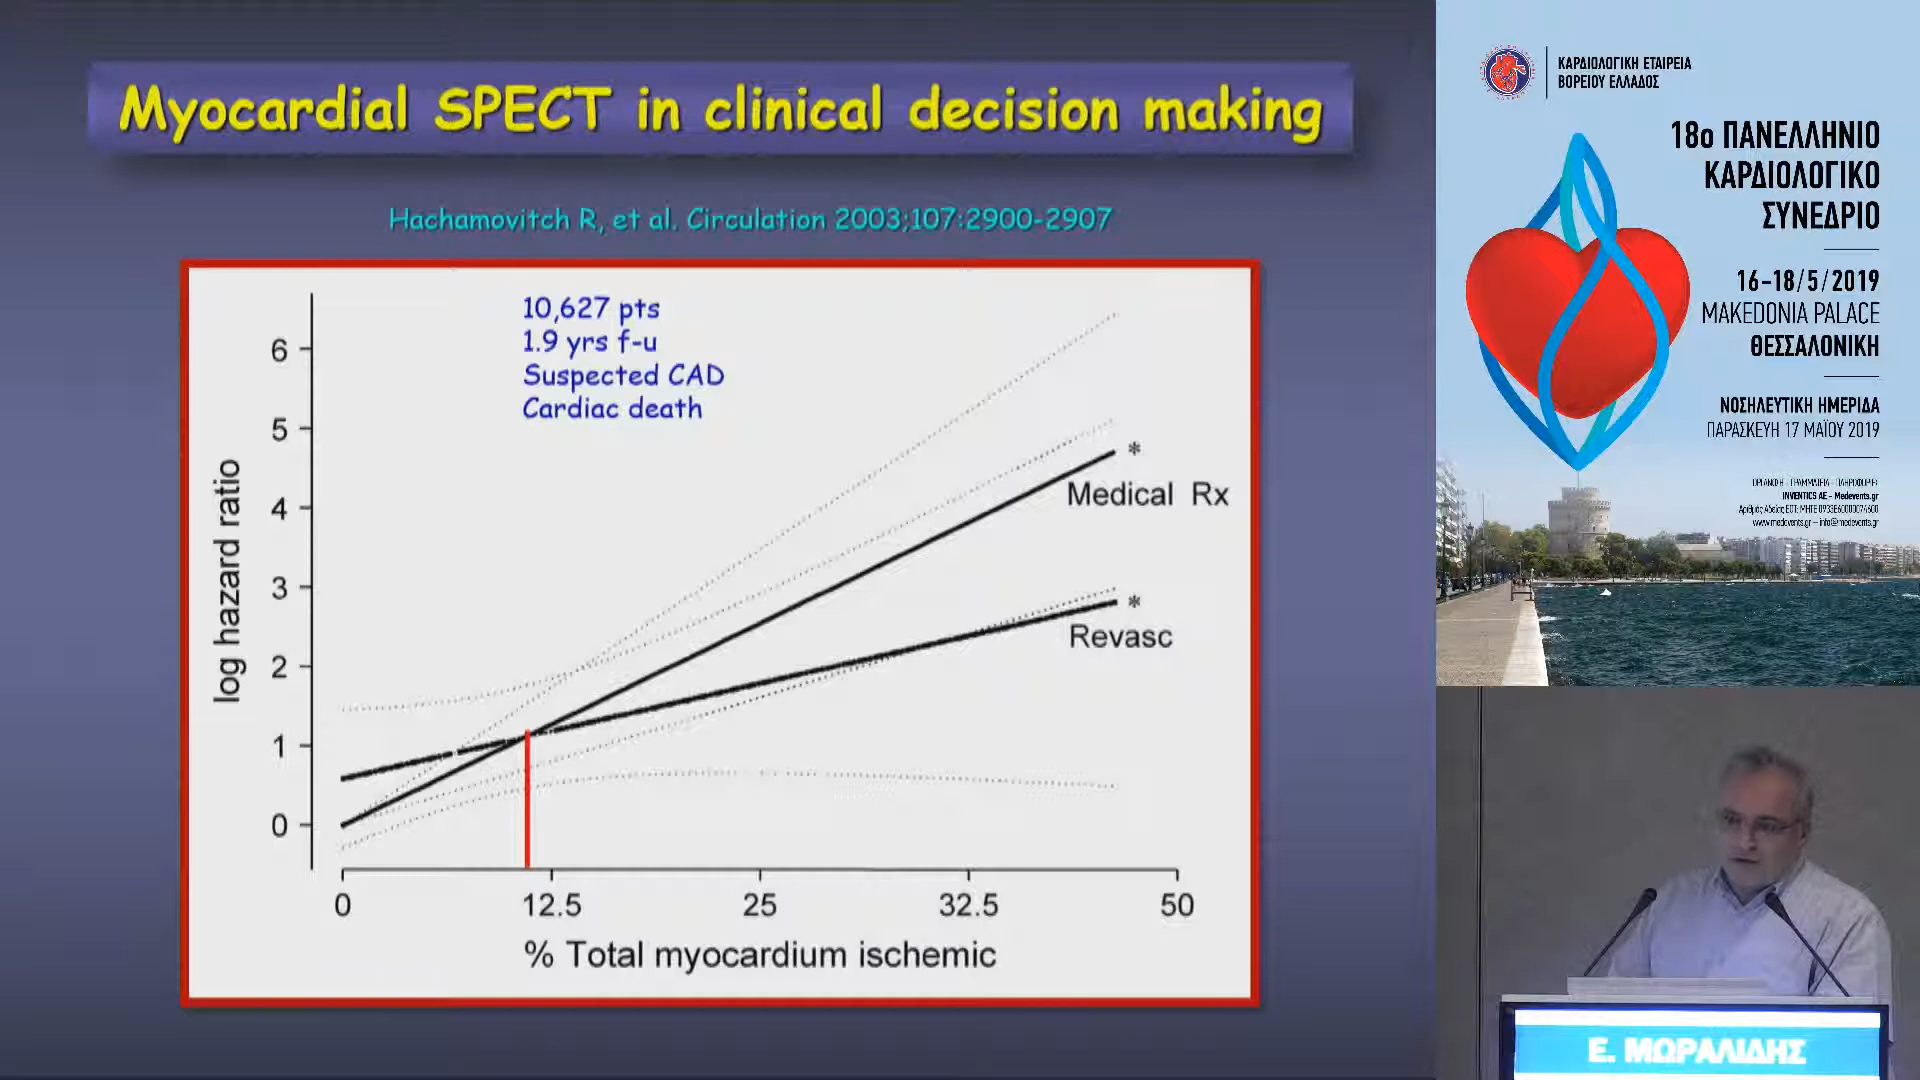 Myocardial SPECT in clinical decision making
Hachamovitch R, et al. Circulation 2003;107:2900-2907
10,627 pts
1.9 yrs f-u
Suspected CAD
Cardiac death
log hazard ratio
6
5
4
3
2
1
0
*
Medical Rx
*
Revasc
0 12.5 25 32.5 50
% Total myocardium ischemic
ΚΑΡΔΙΟΛΟΓΙΚΗ ΕΤΑΙΡΕΙΑ
ΒΟΡΕΙΟΥ ΕΛΛΑΔΟΣ
18ο ΠΑΝΕΛΛΗΝΙΟ
ΚΑΡΔΙΟΛΟΓΙΚΟ
ΣΥΝΕΔΡΙΟ
16-18/5/2019
MAKEDONIA PALACE
ΘΕΣΣΑΛΟΝΙΚΗ
ΝΟΣΗΛΕΥΤΙΚΗ ΗΜΕΡΙΔΑ
ΠΑΡΑΣΚΕΥΗ 17 ΜΑΪΟΥ 2019
INVENTICS AE - Medevents.gr
www.medevents.gr – info@medevents.gr
Ε. ΜΩΡΑΛΙΔΗΣ